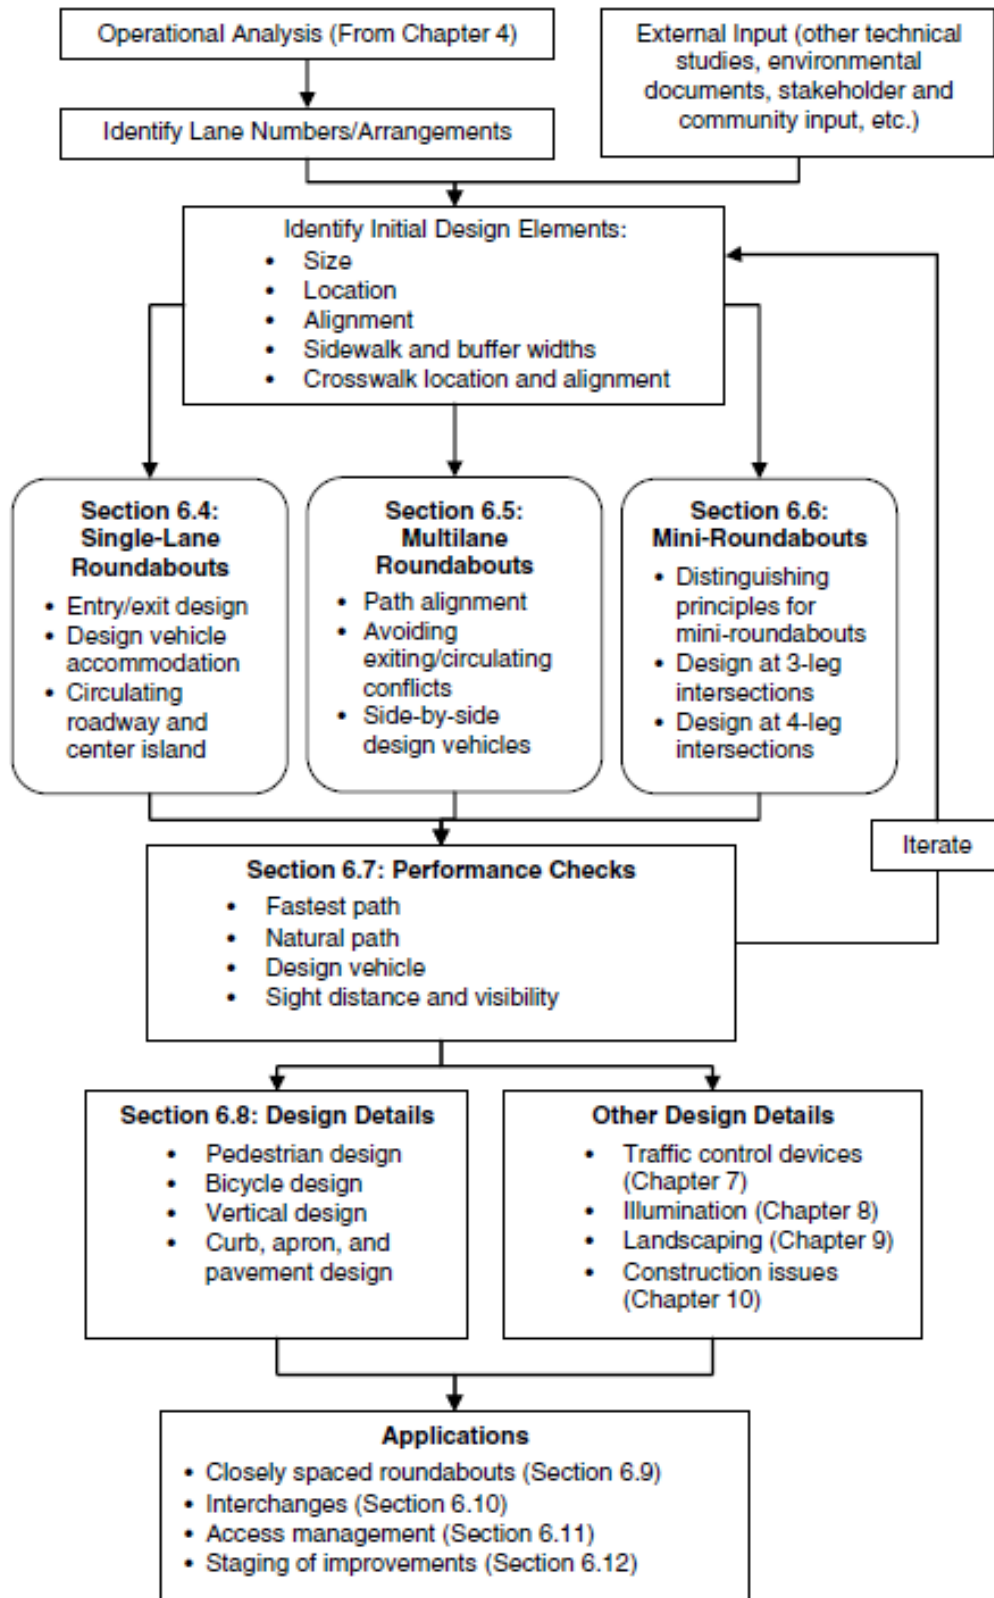 Operational Analysis (From Chapter 4)
External Input (other technical
studies, environmental
documents, stakeholder and
community input, etc.)
Identify Lane Numbers/Arrangements
Identify Initial Design Elements:
• Size
• Location
• Alignment
• Sidewalk and buffer widths
• Crosswalk location and alignment
Section 6.4:
Single-Lane
Roundabouts
• Entry/exit design
• Design vehicle
accommodation
• Circulating
roadway and
center island
Section 6.5:
Multilane
Roundabouts
• Path alignment
• Avoiding
exiting/circulating
conflicts
• Side-by-side
design vehicles
Section 6.6:
Mini-Roundabouts
• Distinguishing
principles for
mini-roundabouts
• Design at 3-leg
intersections
• Design at 4-leg
intersections
Iterate
Section 6.7: Performance Checks
• Fastest path
• Natural path
• Design vehicle
• Sight distance and visibility
Section 6.8: Design Details
• Pedestrian design
• Bicycle design
• Vertical design
• Curb, apron, and
pavement design
Other Design Details
• Traffic control devices
(Chapter 7)
• Illumination (Chapter 8)
• Landscaping (Chapter 9)
• Construction issues
(Chapter 10)
Applications
• Closely spaced roundabouts (Section 6.9)
• Interchanges (Section 6.10)
• Access management (Section 6.11)
• Staging of improvements (Section 6.12)